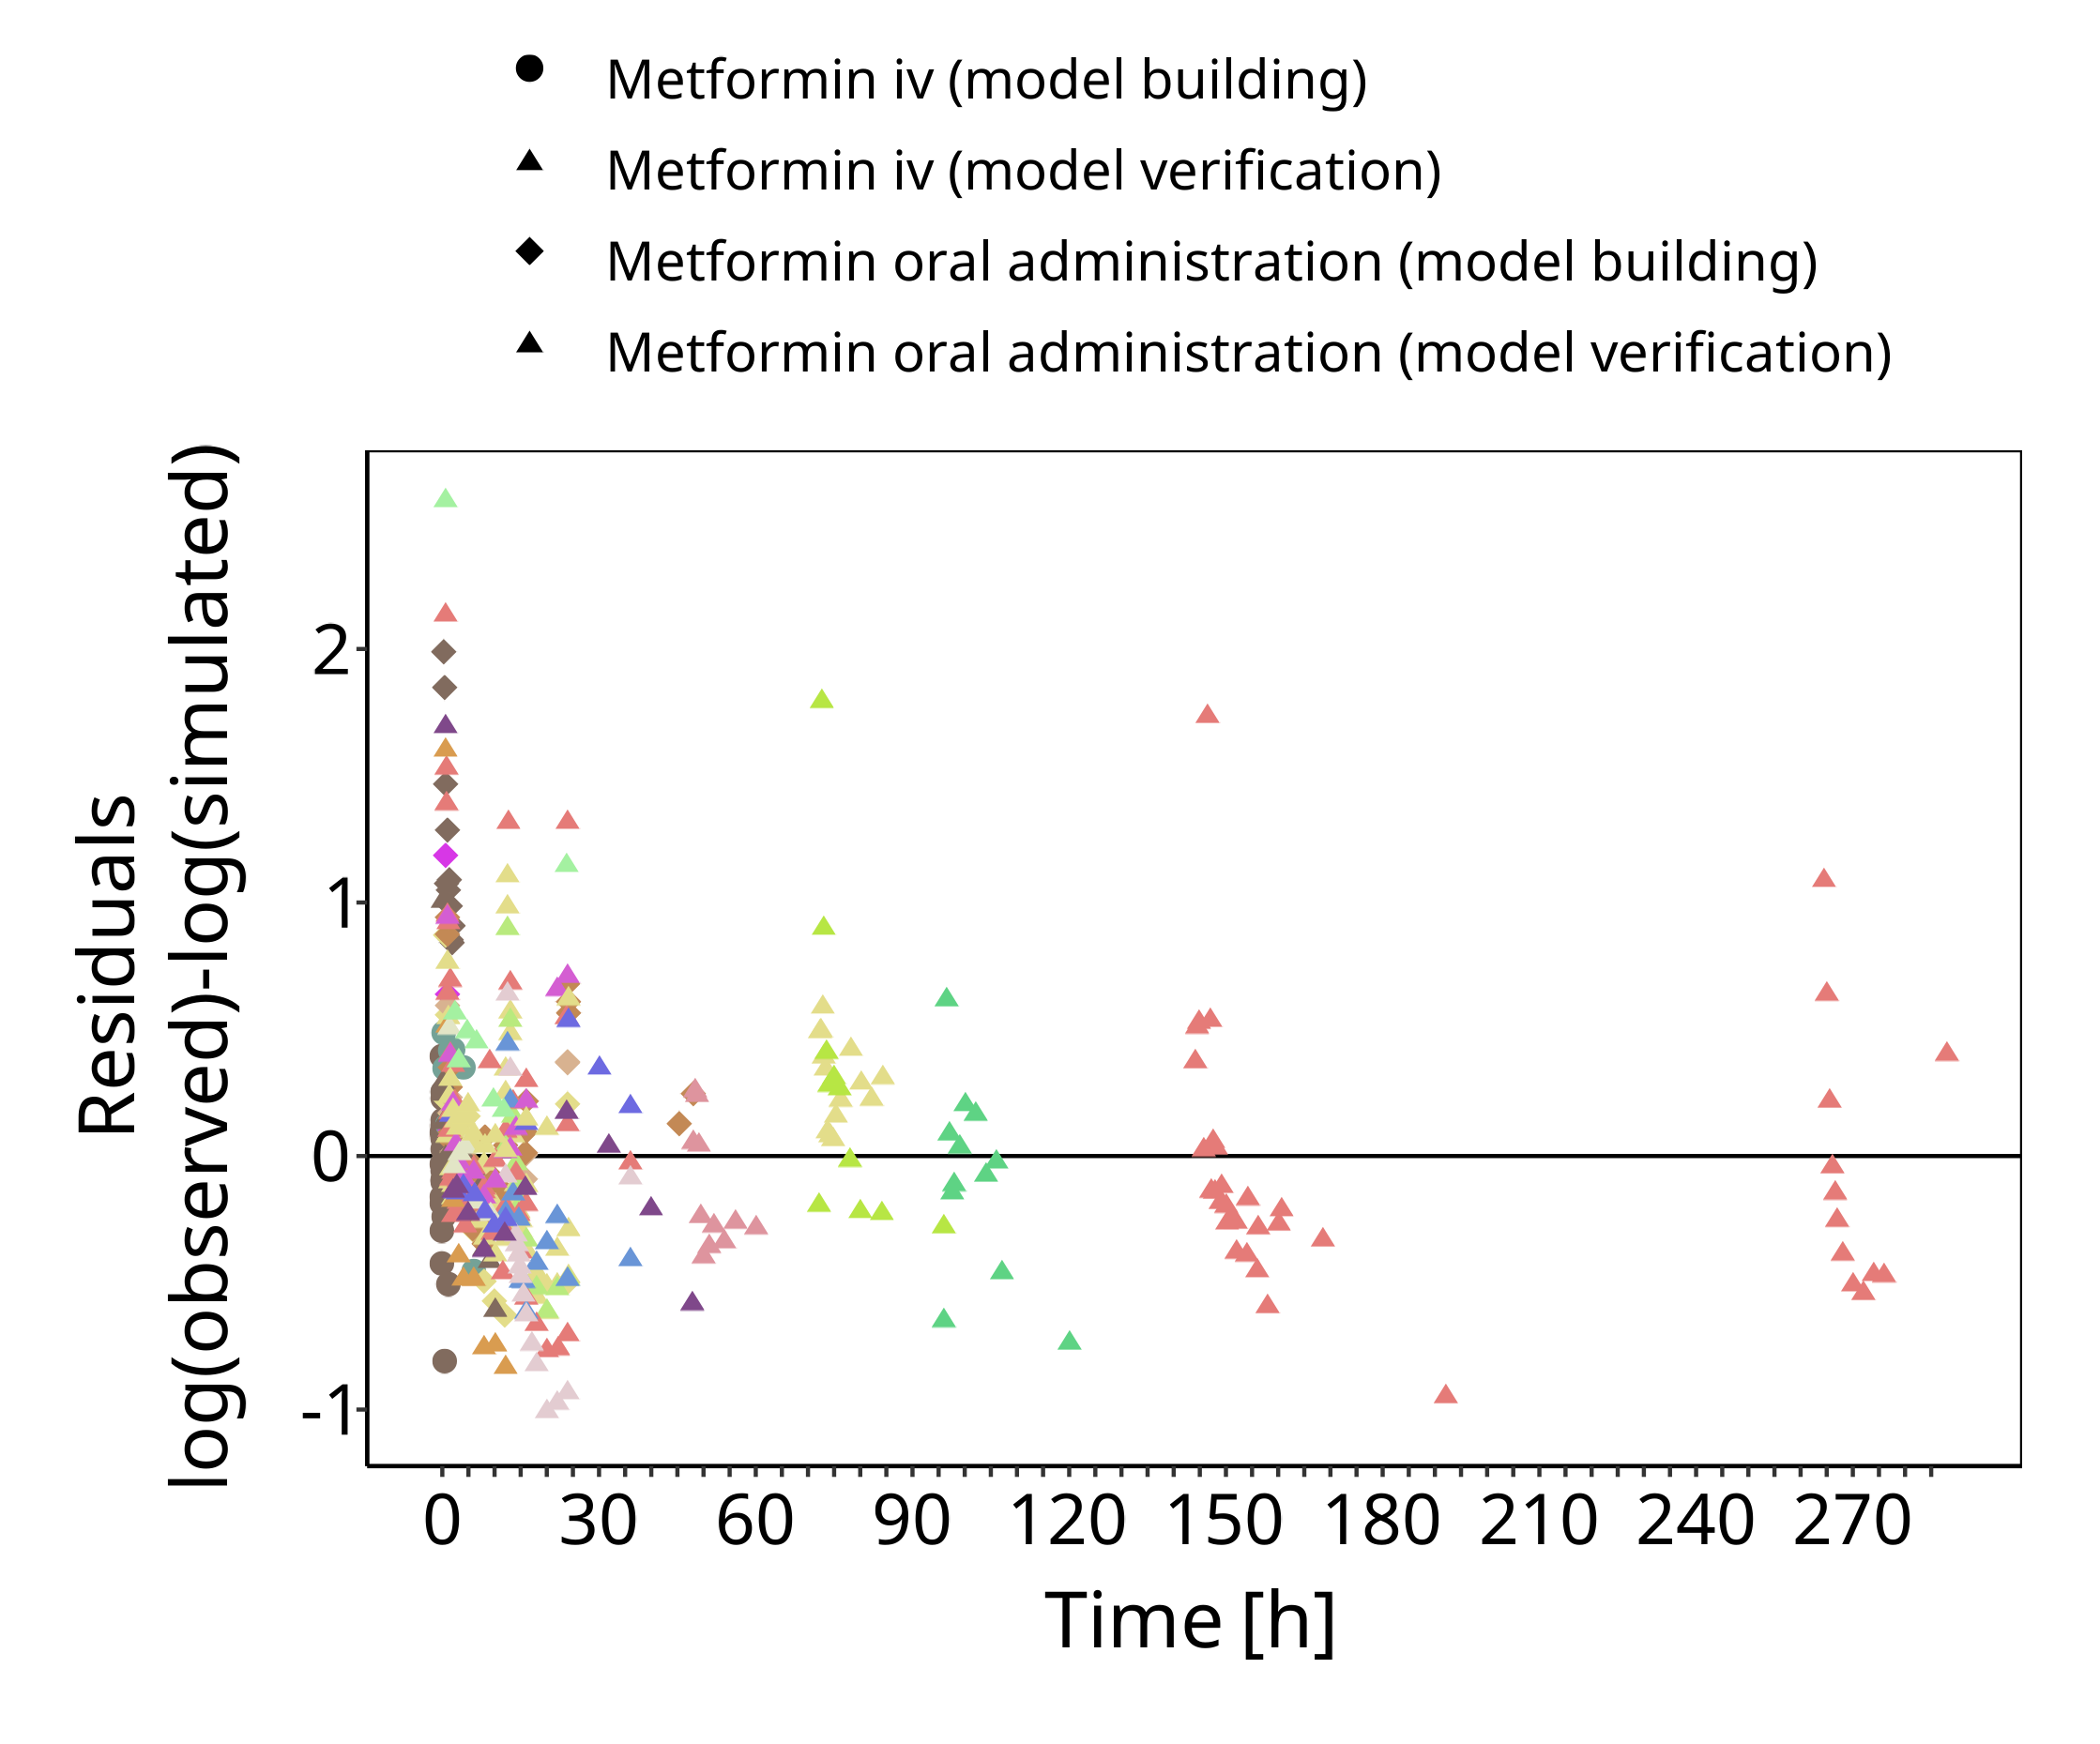 Metformin iv (model building)
Metformin iv (model verification)
Metformin oral administration (model building)
Metformin oral administration (model verification)
Residuals
log(observed)-log(simulated)
2
1
0
-1
0 30 60 90 120 150 180 210 240 270
Time [h]